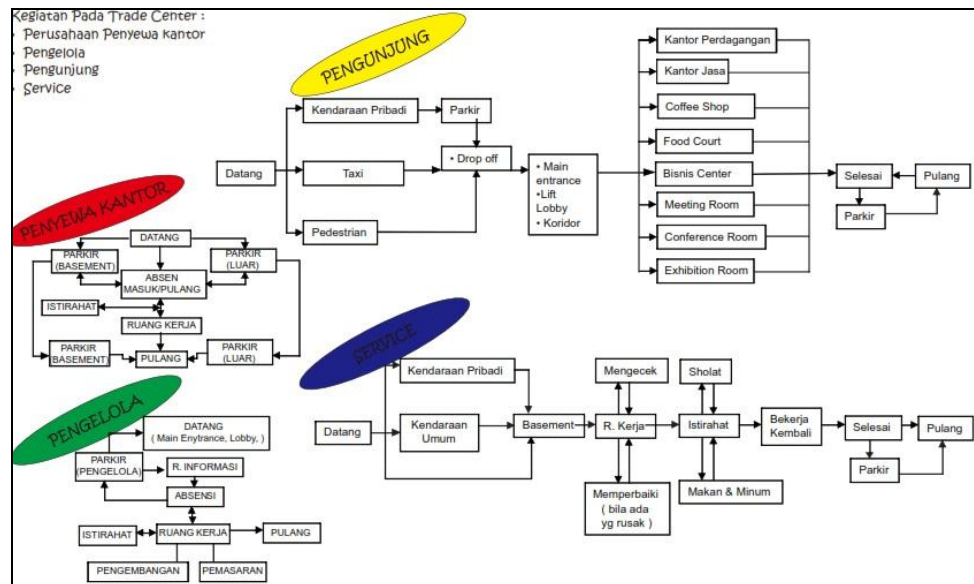 Kegiatan Pada Trade Center :
Perusahaan Penyewa kantor
Pengelola
Pengunjung
Service
PENGUNJUNG
Datang
Kendaraan Pribadi
Parkir
Taxi
• Drop off
Pedestrian
• Main
entrance
•Lift
Lobby
• Koridor
Kantor Perdagangan
Kantor Jasa
Coffee Shop
Food Court
Bisnis Center
Meeting Room
Conference Room
Exhibition Room
Selesai
Pulang
Parkir
PENYEWA KANTOR
DATANG
PARKIR
(BASEMENT)
PARKIR
(LUAR)
ABSEN
MASUK/PULANG
ISTIRAHAT
RUANG KERJA
PARKIR
(BASEMENT)
PULANG
PARKIR
(LUAR)
SERVICE
Datang
Kendaraan Pribadi
Kendaraan
Umum
Basement
Mengecek
R. Kerja
Memperbaiki
( bila ada
yg rusak )
Sholat
Istirahat
Makan & Minum
Bekerja
Kembali
Selesai
Pulang
Parkir
PENGELOLA
DATANG
( Main Enytrance, Lobby, )
PARKIR
(PENGELOLA)
R. INFORMASI
ABSENSI
ISTIRAHAT
RUANG KERJA
PULANG
PENGEMBANGAN
PEMASARAN